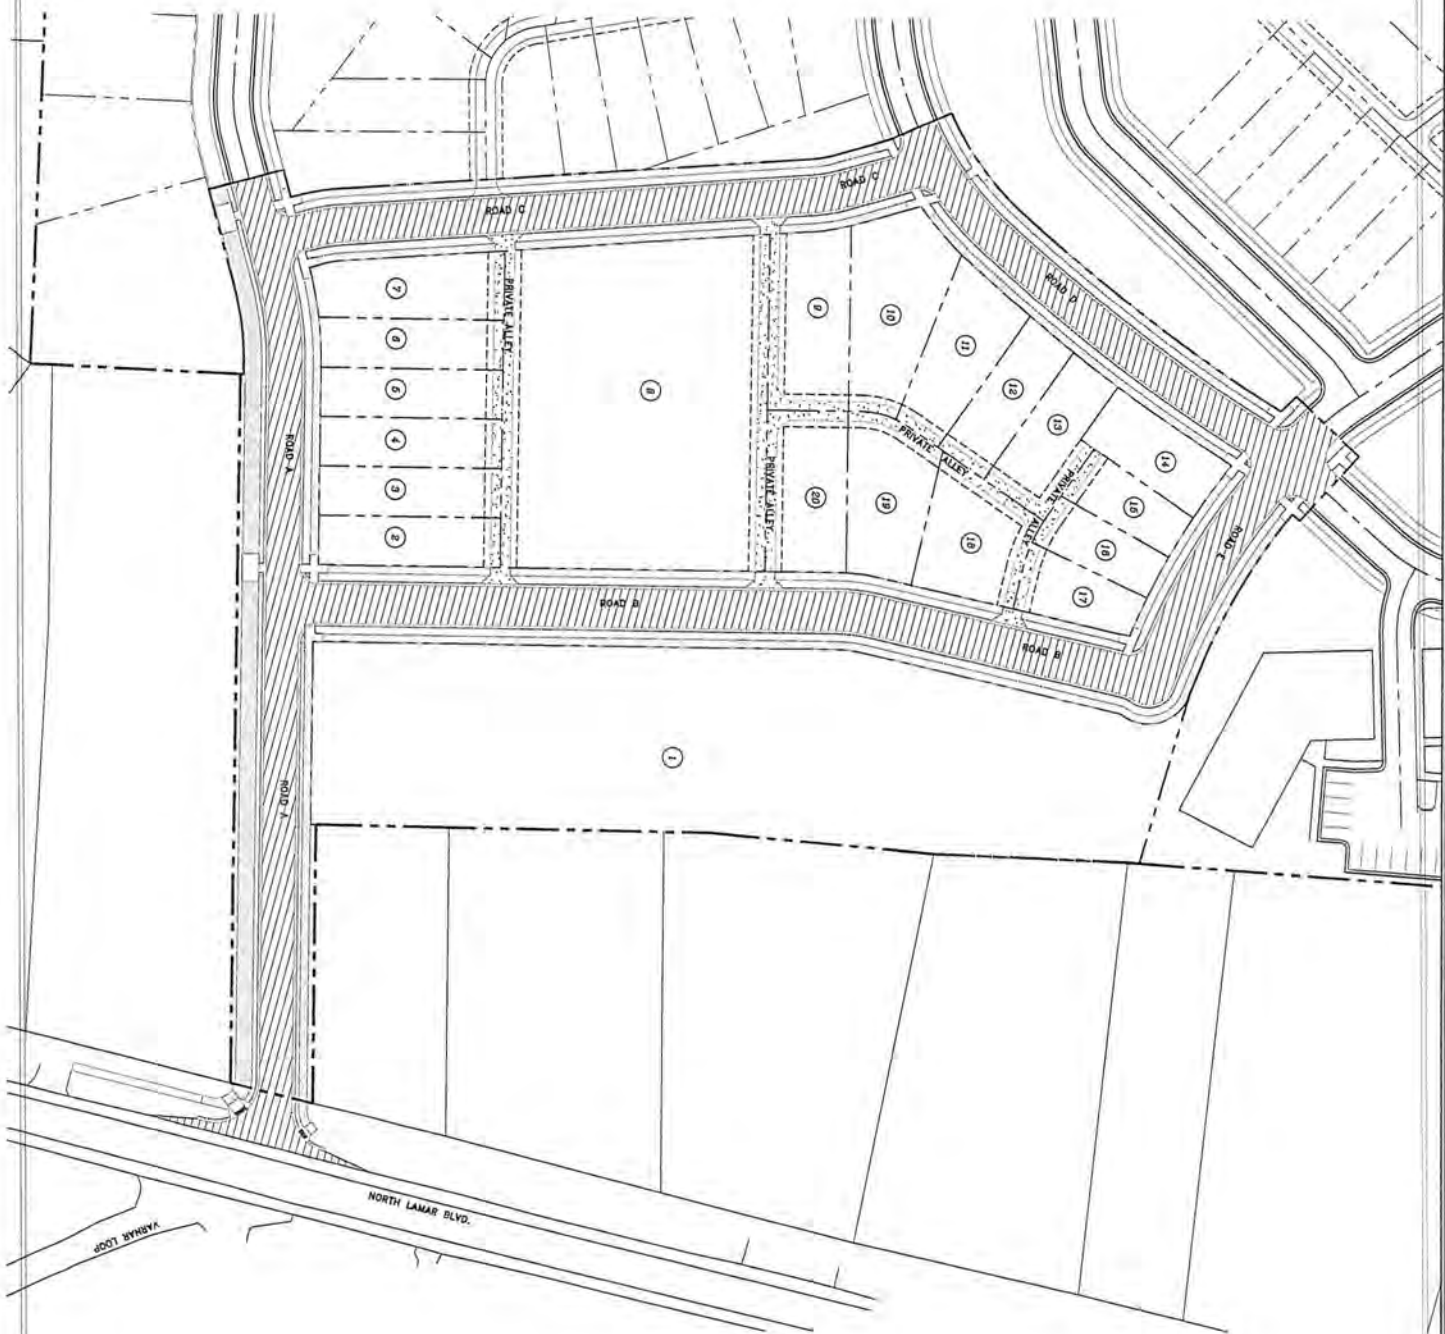 ROAD C
ROAD C
ROAD D
7
PRIVATE ALLEY
9
10
6
11
5
8
12
13
ROAD A
4
PRIVATE ALLEY
14
3
PRIVATE ALLEY
20
19
PRIVATE ALLEY
15
2
18
16
ROAD E
ROAD B
17
ROAD B
1
ROAD A
NORTH LAMAR BLVD.
VARNAR LOOP